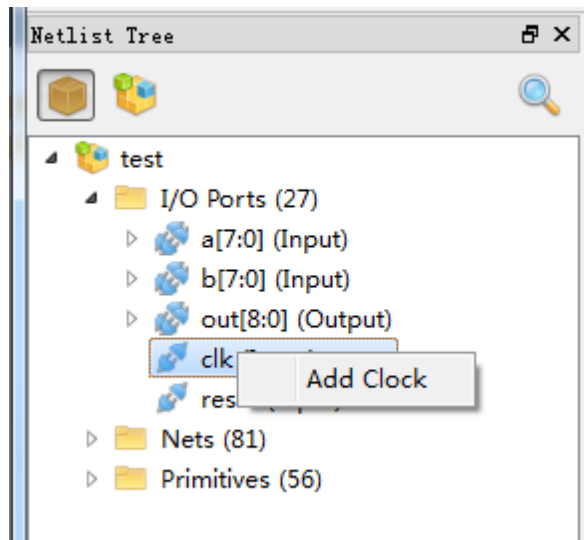 Netlist Tree
test
I/O Ports (27)
a[7:0] (Input)
b[7:0] (Input)
out[8:0] (Output)
clk
Add Clock
Nets (81)
Primitives (56)